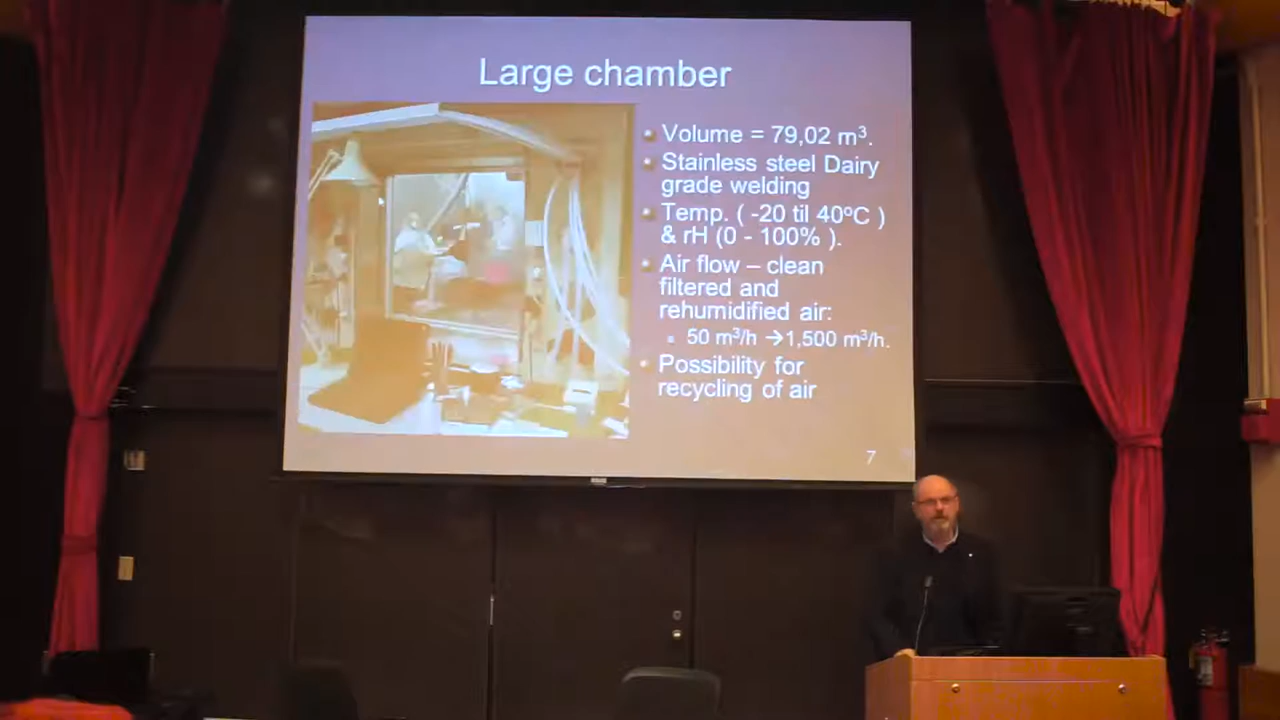 Large chamber
Volume = 79,02 m³.
Stainless steel Dairy
grade welding
Temp. ( -20 til 40ºC )
& rH (0 - 100% ).
Air flow – clean
filtered and
rehumidified air:
50 m³/h →1,500 m³/h.
Possibility for
recycling of air
7